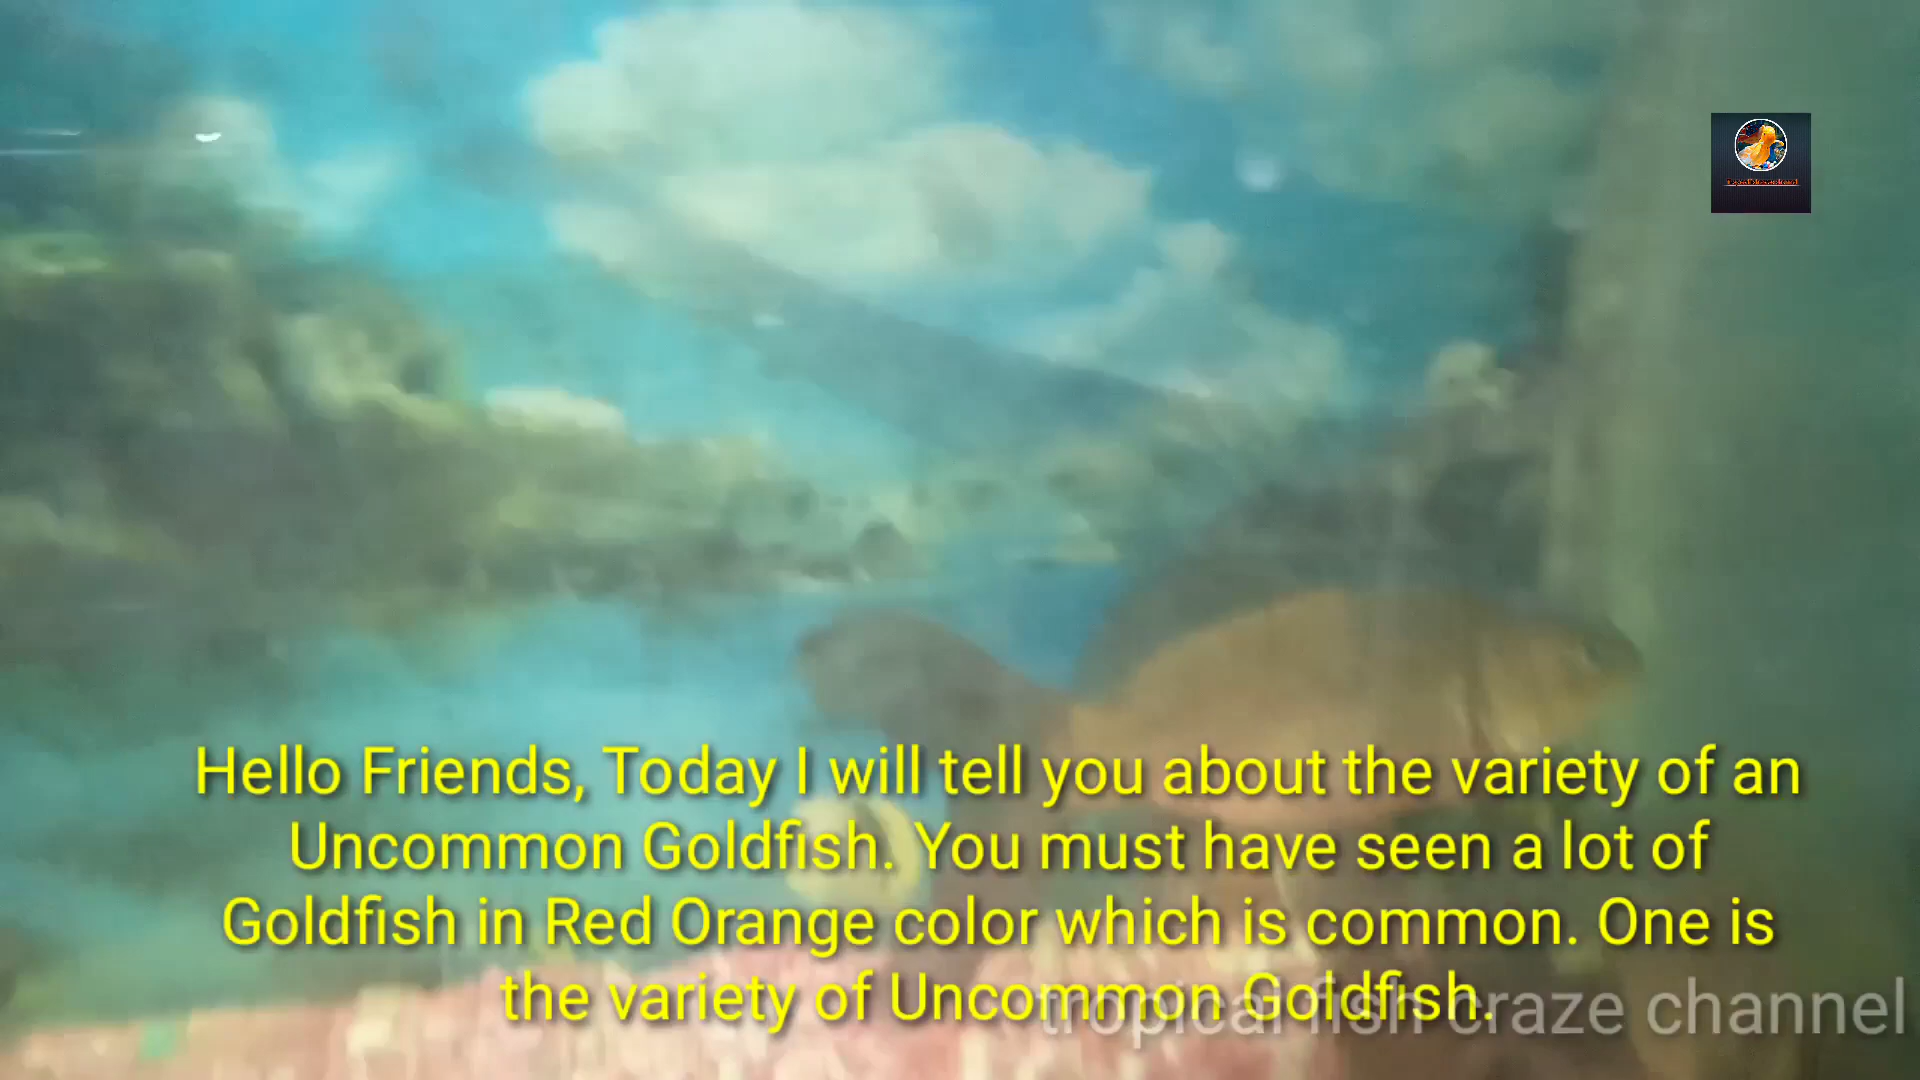 Hello Friends, Today I will tell you about the variety of an
Uncommon Goldfish. You must have seen a lot of
Goldfish in Red Orange color which is common. One is
the variety of Uncommon Goldfish.
tropical fish craze channel